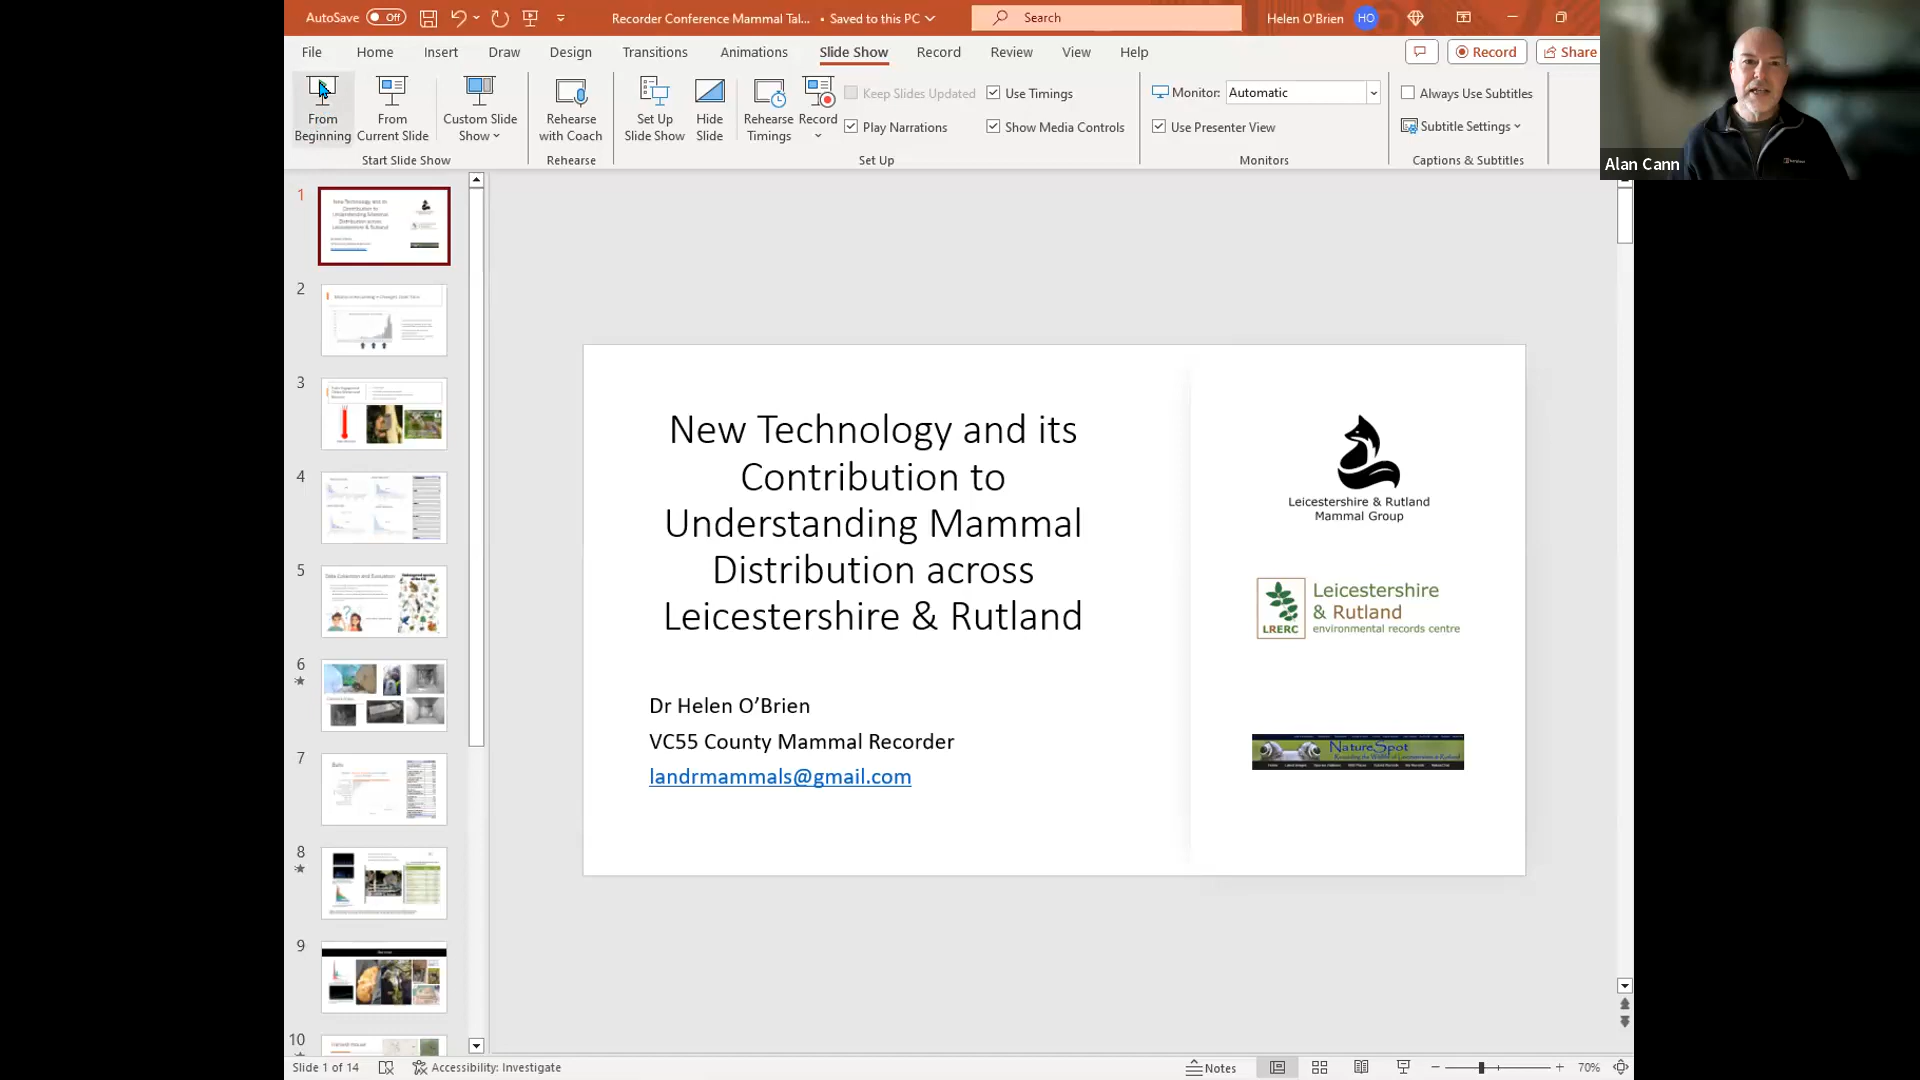 AutoSave Off
Recorder Conference Mammal Tal... • Saved to this PC
Search
Helen O'Brien HO
File Home Insert Draw Design Transitions Animations Slide Show Record Review View Help
Record Share
From Beginning
From Current Slide
Custom Slide Show
Start Slide Show
Rehearse with Coach
Rehearse
Set Up Slide Show
Hide Slide
Rehearse Timings
Record
Keep Slides Updated
Play Narrations
Use Timings
Show Media Controls
Set Up
Monitor: Automatic
Use Presenter View
Monitors
Always Use Subtitles
Subtitle Settings
Captions & Subtitles
Alan Cann
1
2
3
4
5
Data Collection and Evaluation
6
7
Bats
8
9
10
New Technology and its
Contribution to
Understanding Mammal
Distribution across
Leicestershire & Rutland
Dr Helen O'Brien
VC55 County Mammal Recorder
landrmammals@gmail.com
Leicestershire & Rutland
Mammal Group
LRERC
Leicestershire
& Rutland
environmental records centre
NatureSpot
Slide 1 of 14
Accessibility: Investigate
Notes
70%